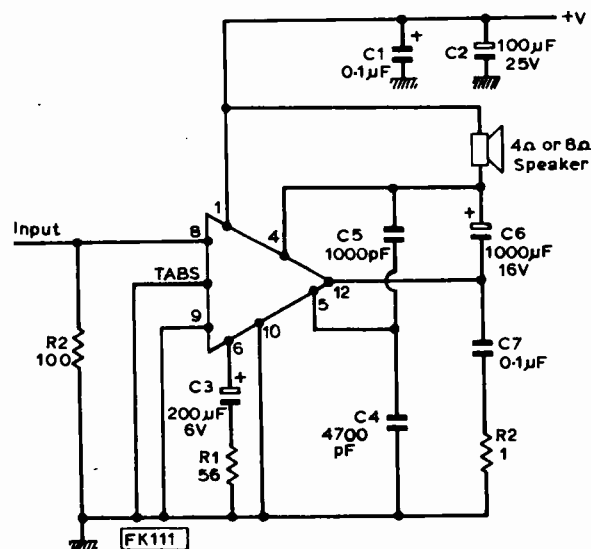 +V
+
C1
0·1µF
C2
100µF
25V
4Ω or 8Ω
Speaker
1
4
+
C5
1000pF
C6
1000µF
16V
Input
8
TABS
12
5
9
10
6
C7
0·1µF
R2
100
C3
+
200µF
6V
C4
4700
pF
R1
56
R2
1
FK111